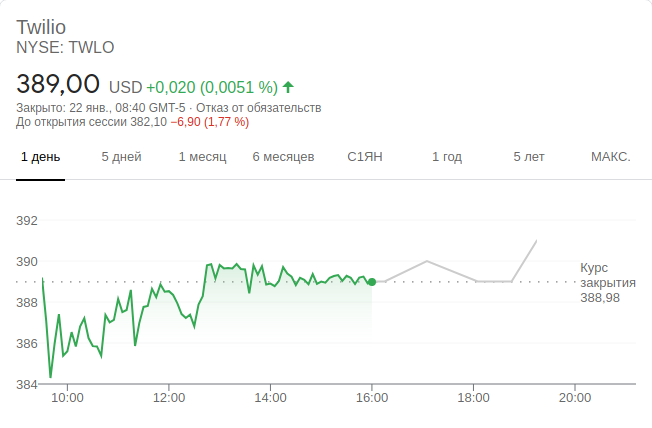 Twilio
NYSE: TWLO
389,00 USD +0,020 (0,0051 %)
Закрыто: 22 янв., 08:40 GMT-5 · Отказ от обязательств
До открытия сессии 382,10 −6,90 (1,77 %)
1 день 5 дней 1 месяц 6 месяцев С1ЯН 1 год 5 лет МАКС.
392
390
388
386
384
Курс
закрытия
388,98
10:00 12:00 14:00 16:00 18:00 20:00